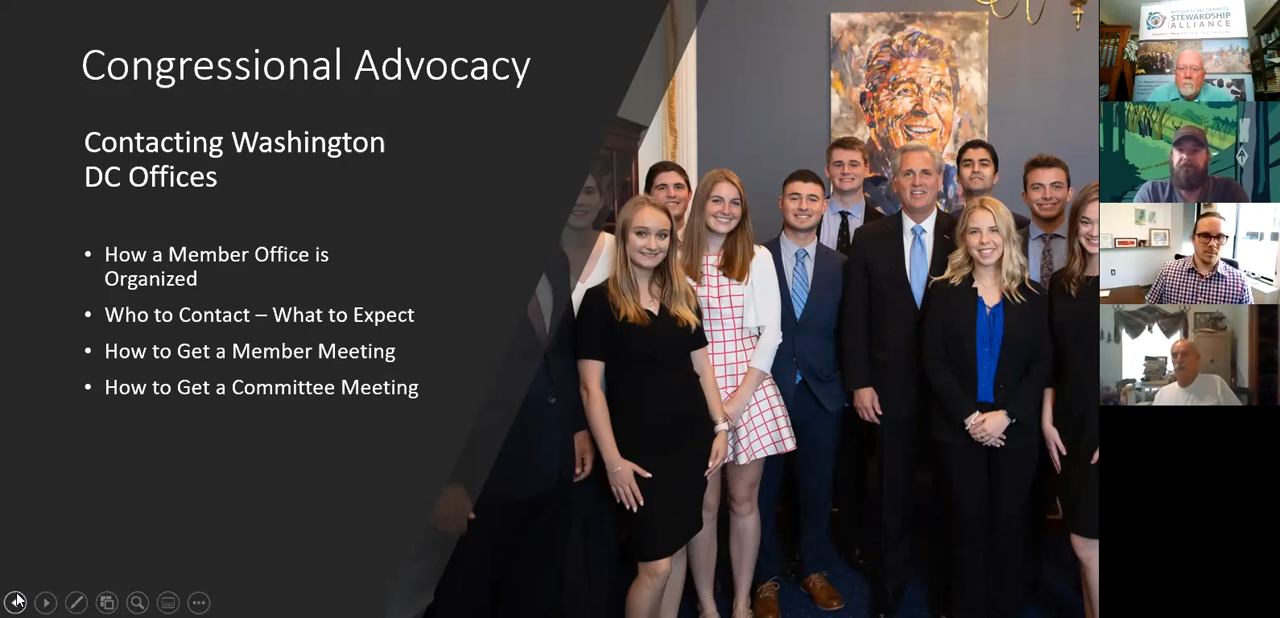 Congressional Advocacy
Contacting Washington
DC Offices
• How a Member Office is
Organized
• Who to Contact – What to Expect
• How to Get a Member Meeting
• How to Get a Committee Meeting
STEWARDSHIP
ALLIANCE